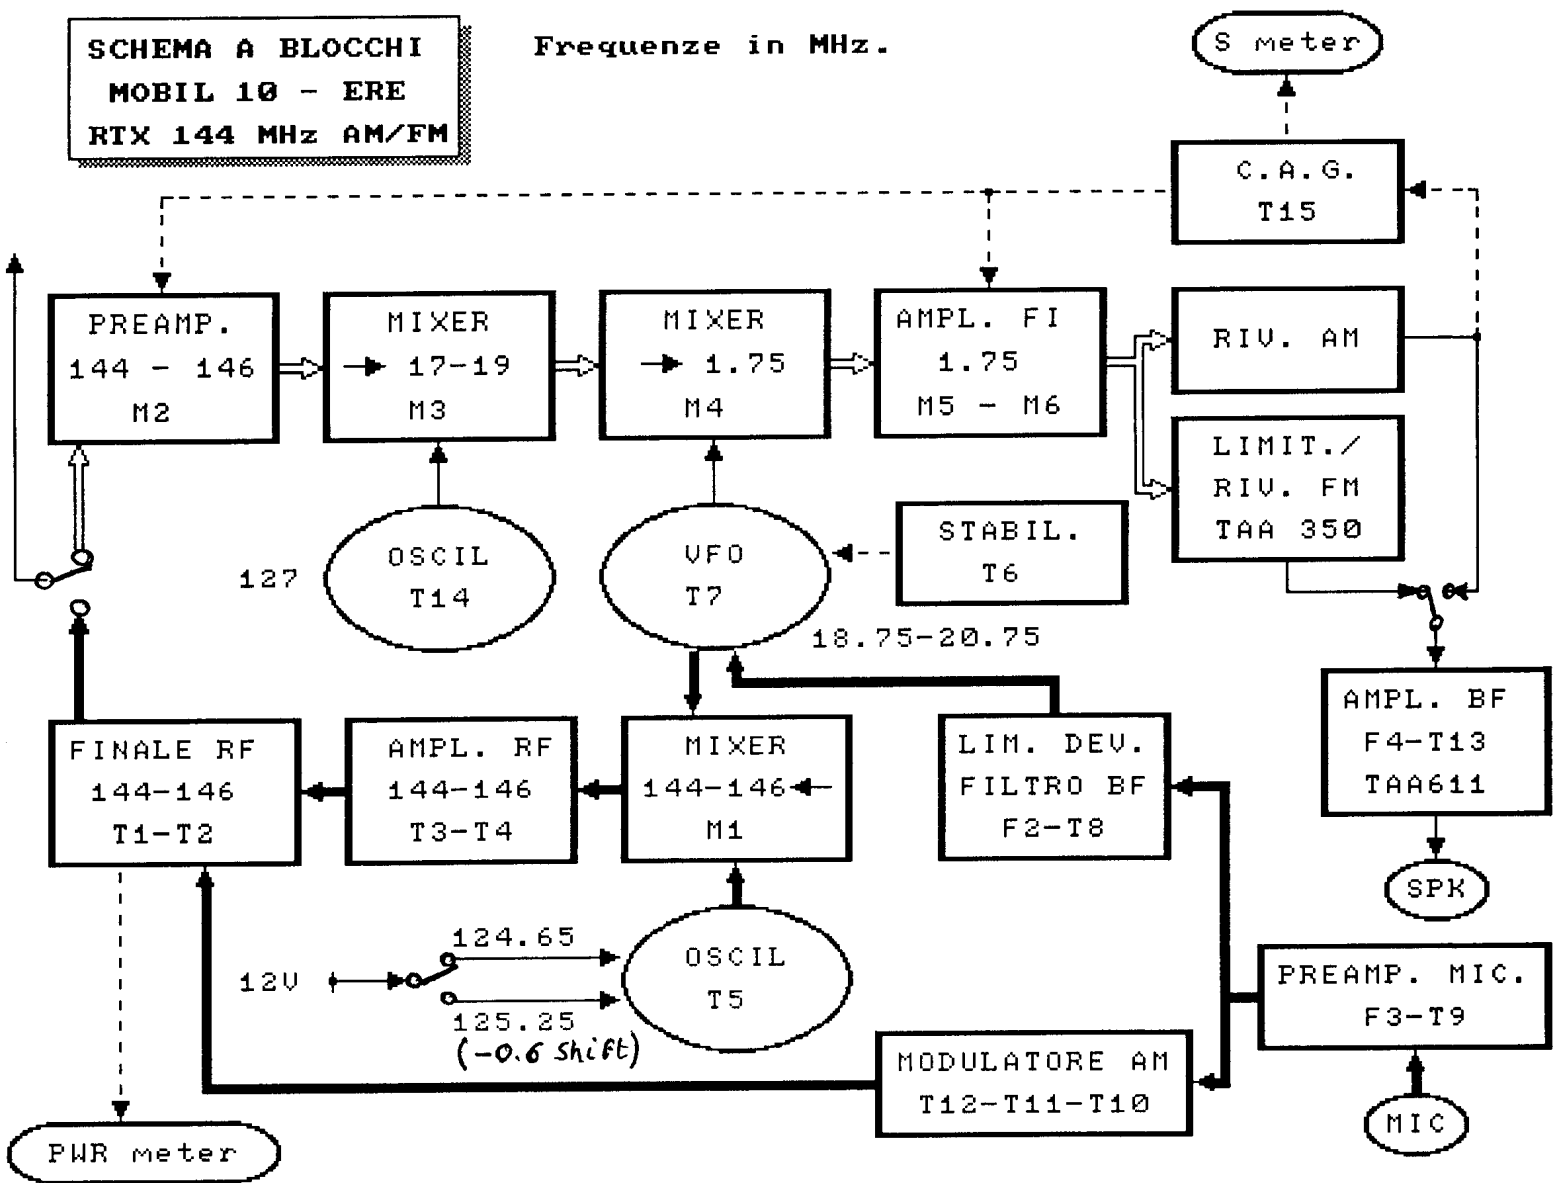 SCHEMA A BLOCCHI
MOBIL 10 - ERE
RTX 144 MHz AM/FM
Frequenze in MHz.
S meter
C.A.G.
T15
PREAMP.
144 - 146
M2
MIXER
17-19
M3
MIXER
1.75
M4
AMPL. FI
1.75
M5 - M6
RIV. AM
LIMIT./
RIV. FM
TAA 350
127
OSCIL
T14
VFO
T7
STABIL.
T6
18.75-20.75
FINALE RF
144-146
T1-T2
AMPL. RF
144-146
T3-T4
MIXER
144-146
M1
LIM. DEV.
FILTRO BF
F2-T8
AMPL. BF
F4-T13
TAA611
SPK
12V
124.65
125.25
(-0.6 Shift)
OSCIL
T5
PREAMP. MIC.
F3-T9
MODULATORE AM
T12-T11-T10
MIC
PWR meter